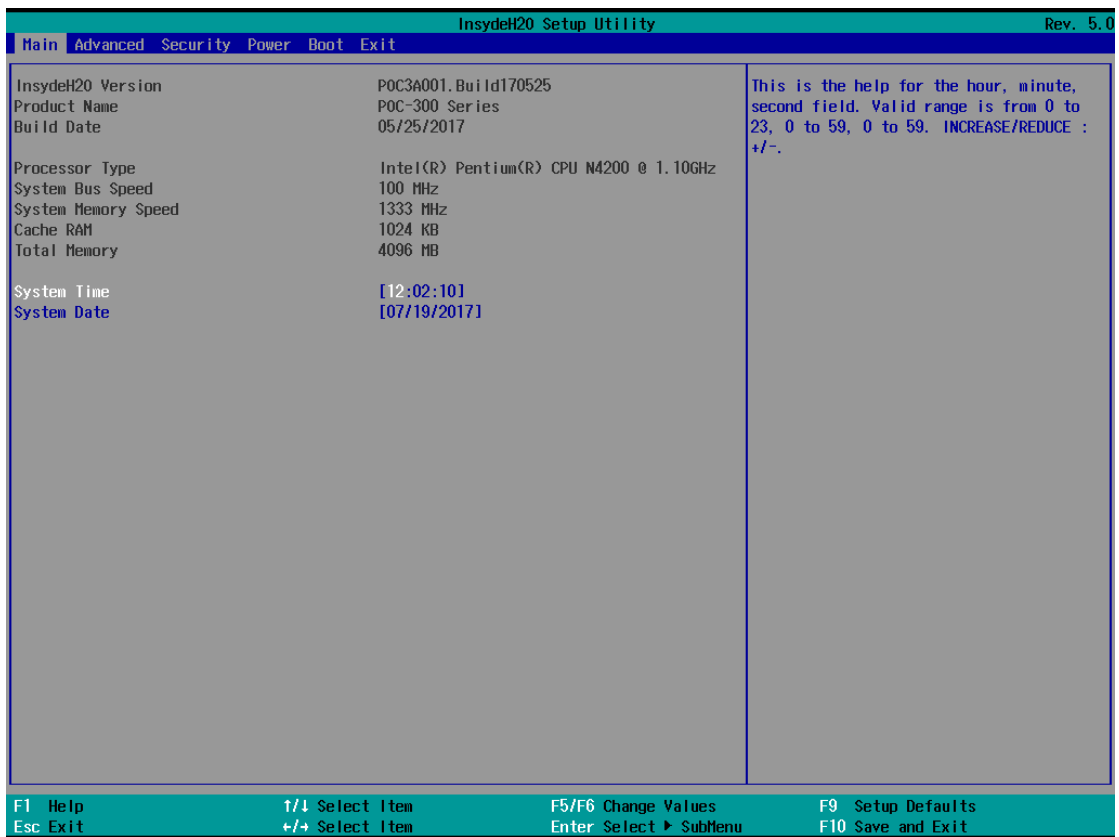 InsydeH20 Setup Utility Rev. 5.0
Main Advanced Security Power Boot Exit
InsydeH20 Version P0C3A001.Build170525
Product Name POC-300 Series
Build Date 05/25/2017
Processor Type Intel(R) Pentium(R) CPU N4200 @ 1.10GHz
System Bus Speed 100 MHz
System Memory Speed 1333 MHz
Cache RAM 1024 KB
Total Memory 4096 MB
System Time [12:02:10]
System Date [07/19/2017]
This is the help for the hour, minute,
second field. Valid range is from 0 to
23, 0 to 59, 0 to 59. INCREASE/REDUCE :
+/-.
F1 Help ↑/↓ Select Item F5/F6 Change Values F9 Setup Defaults
Esc Exit ←/→ Select Item Enter Select ▶ SubMenu F10 Save and Exit